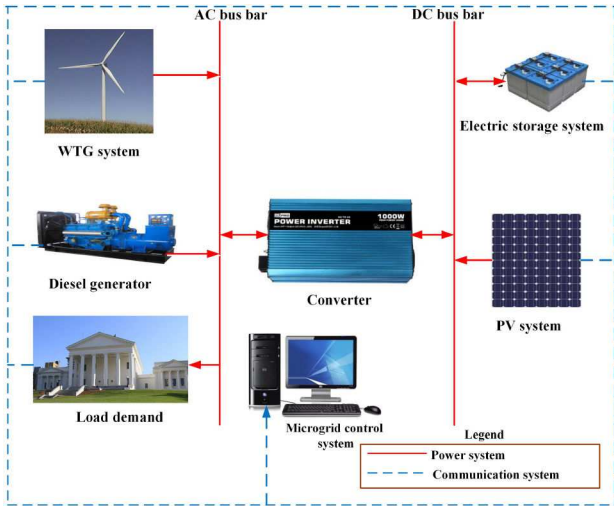 AC bus bar
DC bus bar
WTG system
Electric storage system
POWER INVERTER
1000W
Diesel generator
Converter
PV system
Load demand
Microgrid control
system
Legend
Power system
Communication system